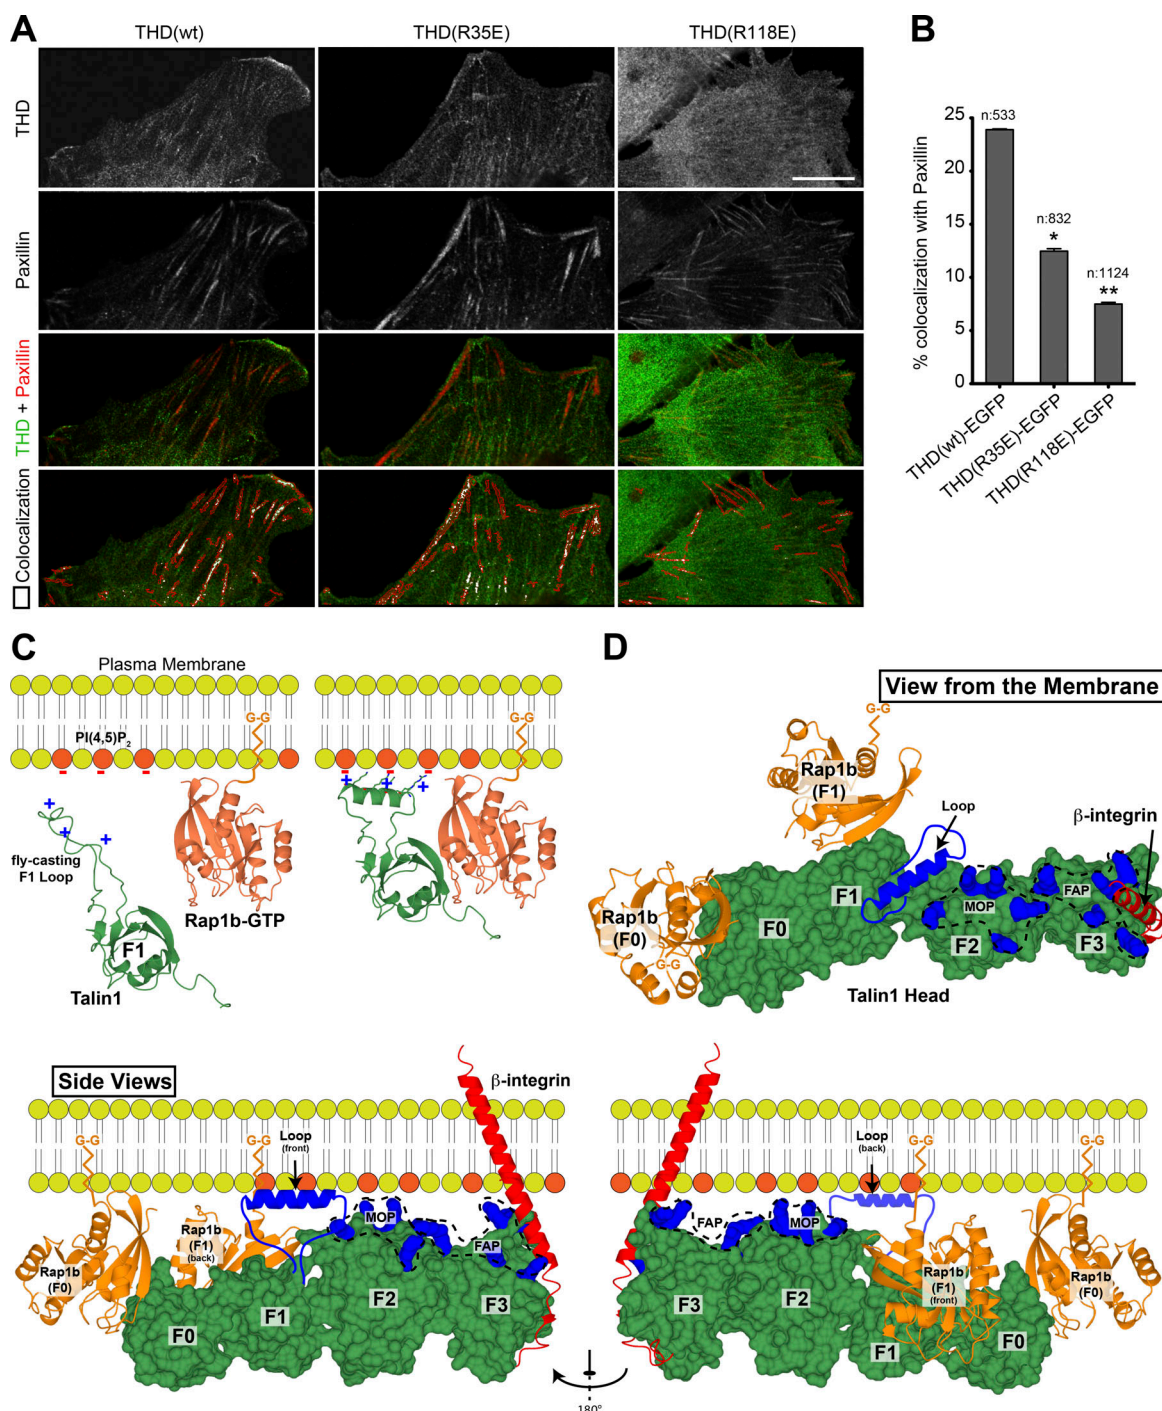 A
THD(wt)
THD(R35E)
THD(R118E)
THD
Paxillin
THD + Paxillin
Colocalization
B
% colocalization with Paxillin
25
20
15
10
5
0
n:533
n:832
*
n:1124
**
THD(wt)-EGFP
THD(R35E)-EGFP
THD(R118E)-EGFP
C
Plasma Membrane
G-G
G-G
PI(4,5)P2
- - -
- - -
+ + +
+ + +
fly-casting
F1 Loop
Rap1b-GTP
F1
Talin1
D
View from the Membrane
G-G
Rap1b
(F1)
Loop
β-integrin
Rap1b
(F0)
G-G
F0
F1
MOP
FAP
F2
F3
Talin1 Head
Side Views
β-integrin
G-G
G-G
Loop
(front)
Rap1b
(F0)
Rap1b
(F1)
(back)
MOP
FAP
F0
F1
F2
F3
180°
Loop
(back)
G-G
G-G
FAP
MOP
Rap1b
(F1)
(front)
Rap1b
(F0)
F3
F2
F1
F0